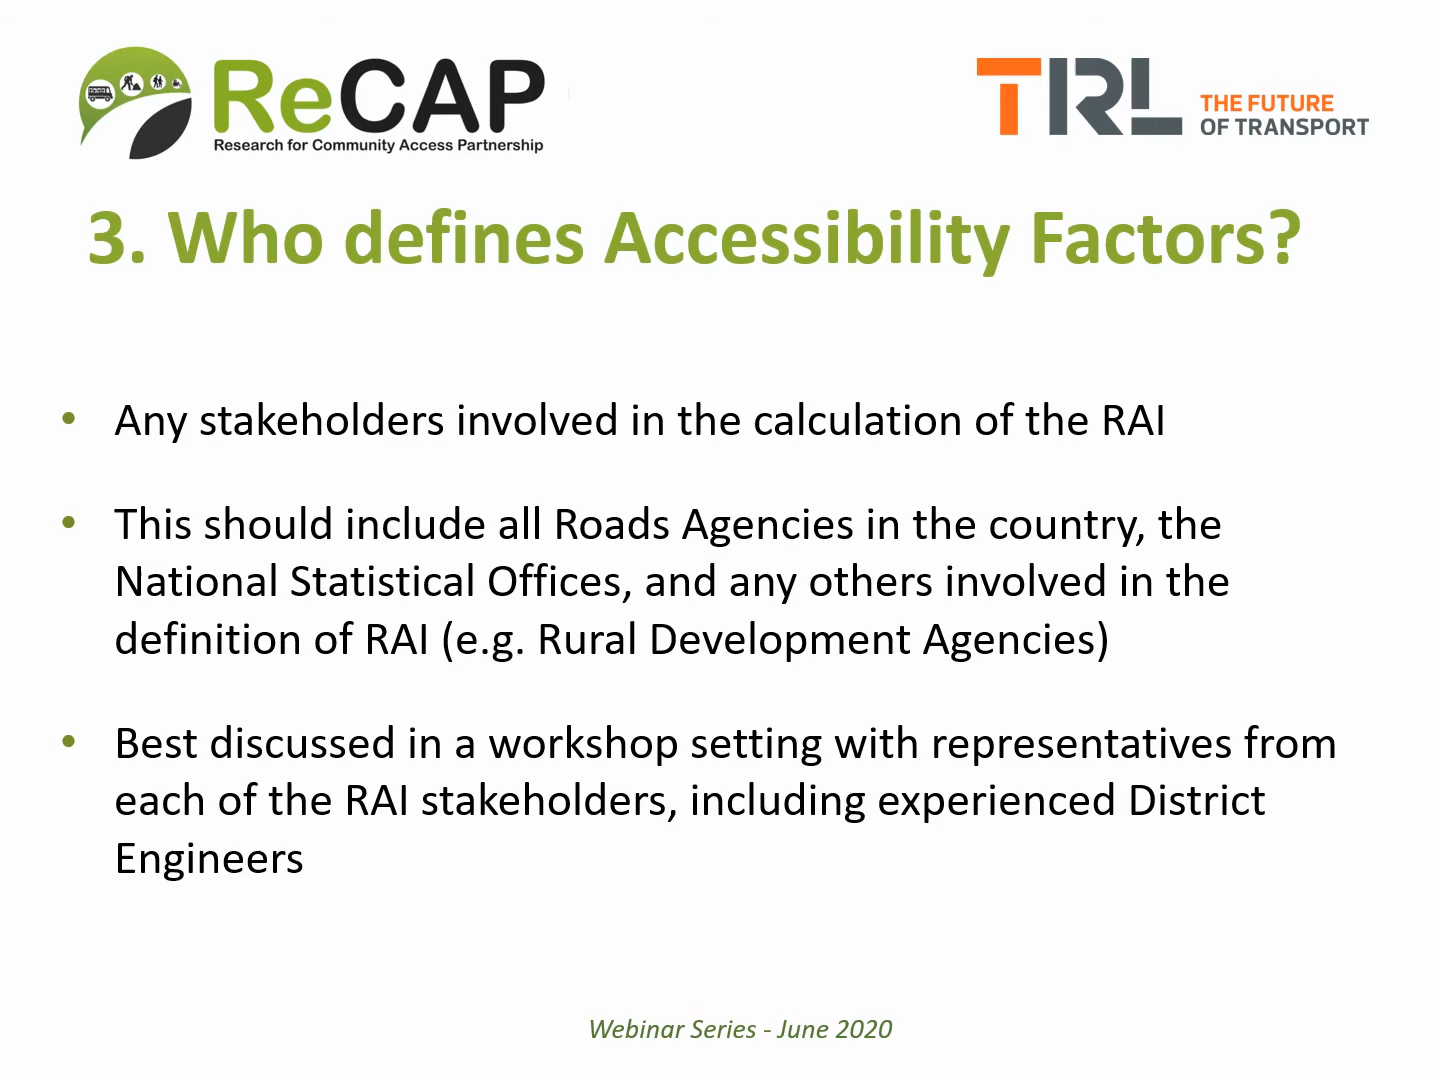 ReCAP
Research for Community Access Partnership
TRL
THE FUTURE
OF TRANSPORT
3. Who defines Accessibility Factors?
• Any stakeholders involved in the calculation of the RAI
• This should include all Roads Agencies in the country, the
National Statistical Offices, and any others involved in the
definition of RAI (e.g. Rural Development Agencies)
• Best discussed in a workshop setting with representatives from
each of the RAI stakeholders, including experienced District
Engineers
Webinar Series - June 2020